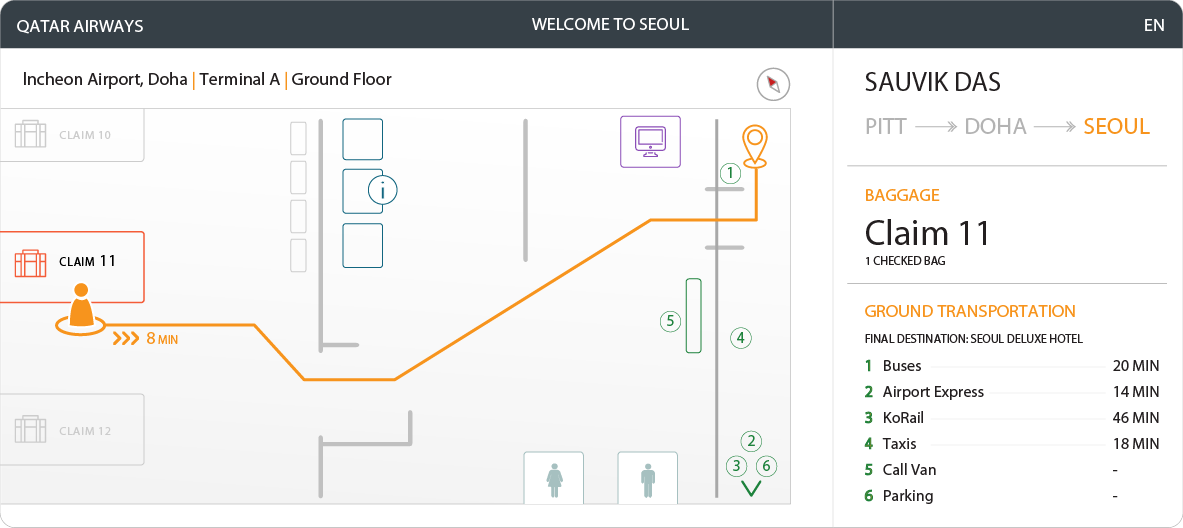 QATAR AIRWAYS
WELCOME TO SEOUL
EN
Incheon Airport, Doha | Terminal A | Ground Floor
CLAIM 10
i
1
CLAIM 11
8 MIN
5
4
CLAIM 12
2
3
6
SAUVIK DAS
PITT DOHA SEOUL
BAGGAGE
Claim 11
1 CHECKED BAG
GROUND TRANSPORTATION
FINAL DESTINATION: SEOUL DELUXE HOTEL
1 Buses 20 MIN
2 Airport Express 14 MIN
3 KoRail 46 MIN
4 Taxis 18 MIN
5 Call Van -
6 Parking -